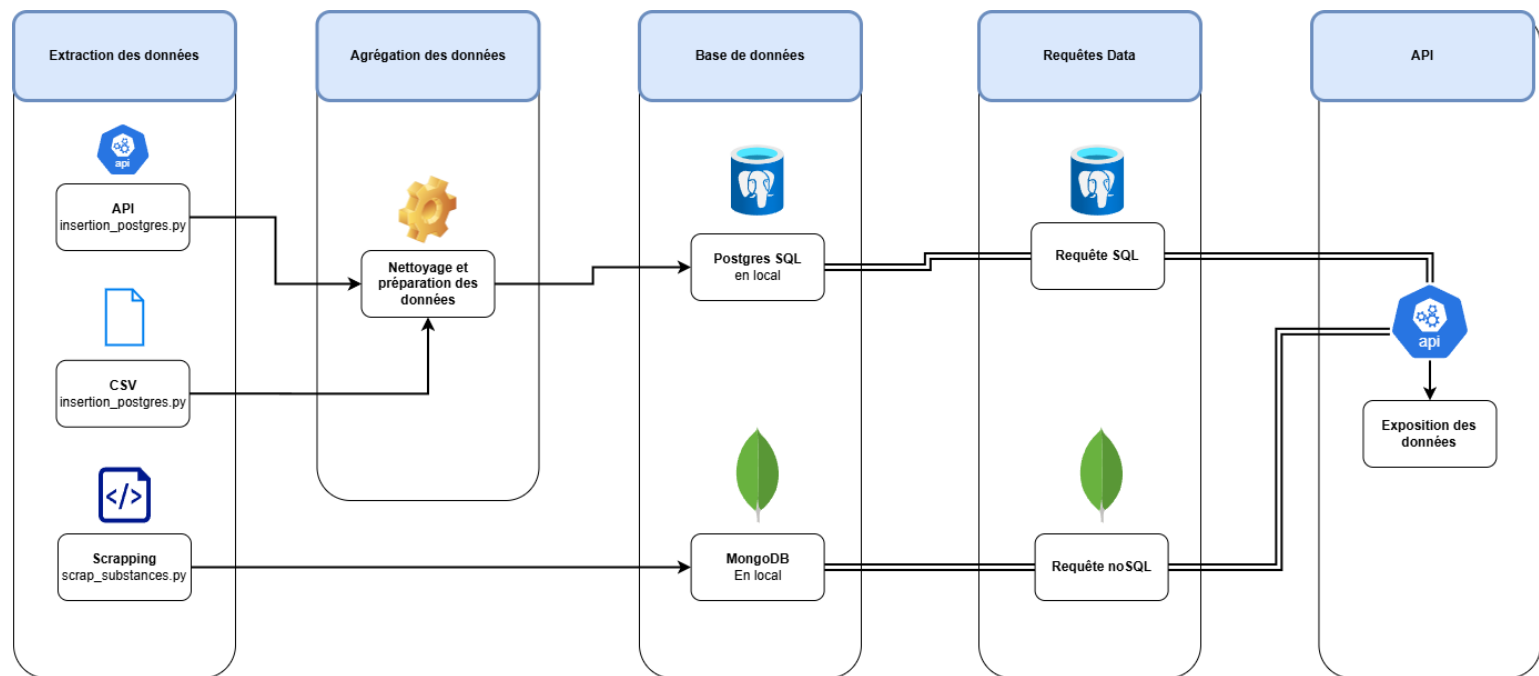 Extraction des données
Agrégation des données
Base de données
Requêtes Data
API
api
API
insertion_postgres.py
CSV
insertion_postgres.py
Scrapping
scrap_substances.py
Nettoyage et
préparation des
données
Postgres SQL
en local
MongoDB
En local
Requête SQL
Requête noSQL
api
Exposition des
données